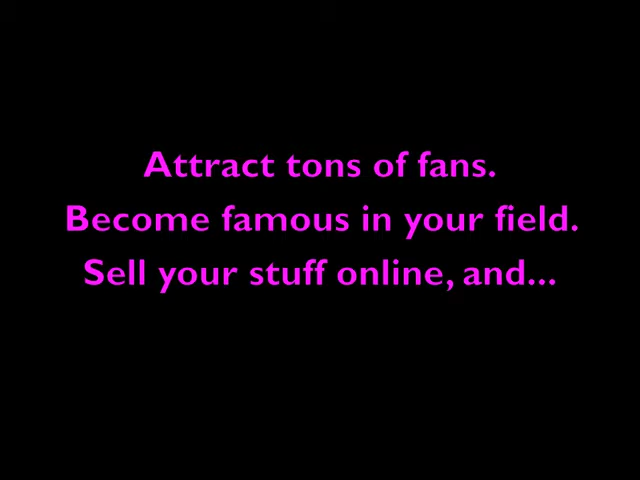 Attract tons of fans.
Become famous in your field.
Sell your stuff online, and...